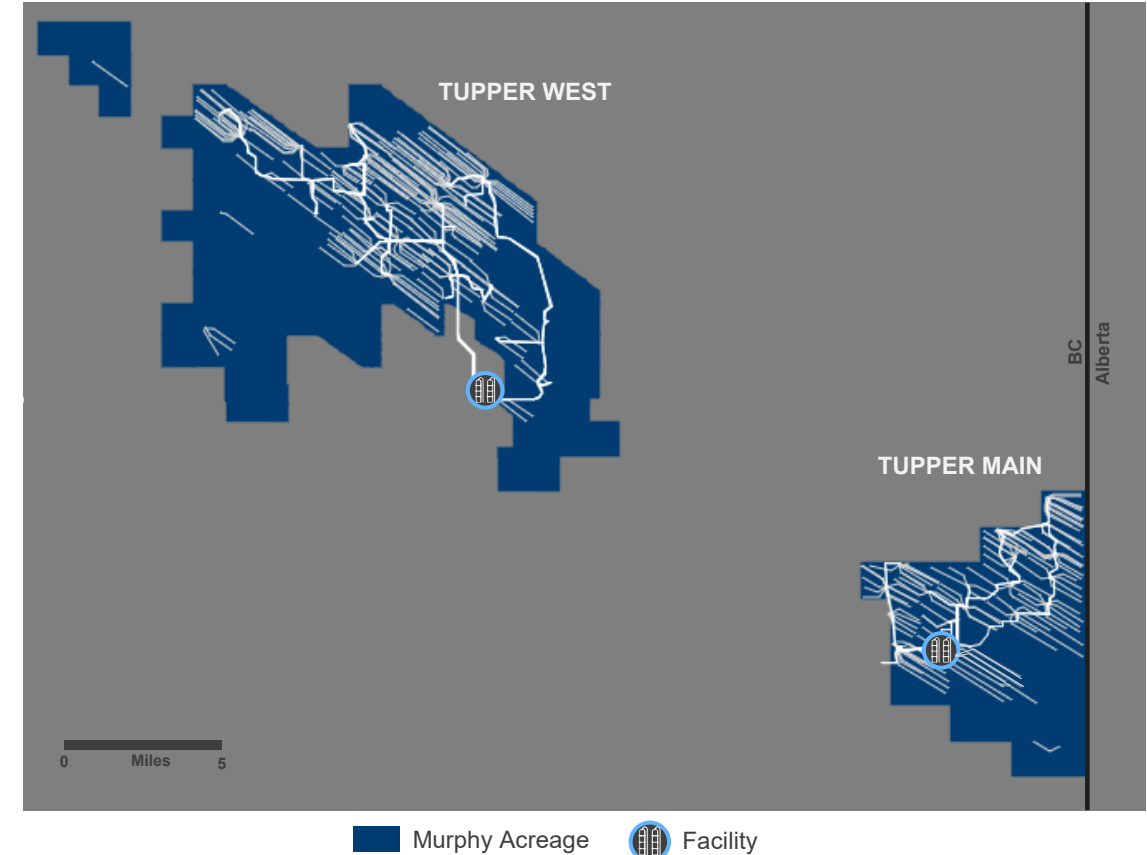 TUPPER WEST
BC
Alberta
TUPPER MAIN
0 Miles 5
Murphy Acreage
Facility